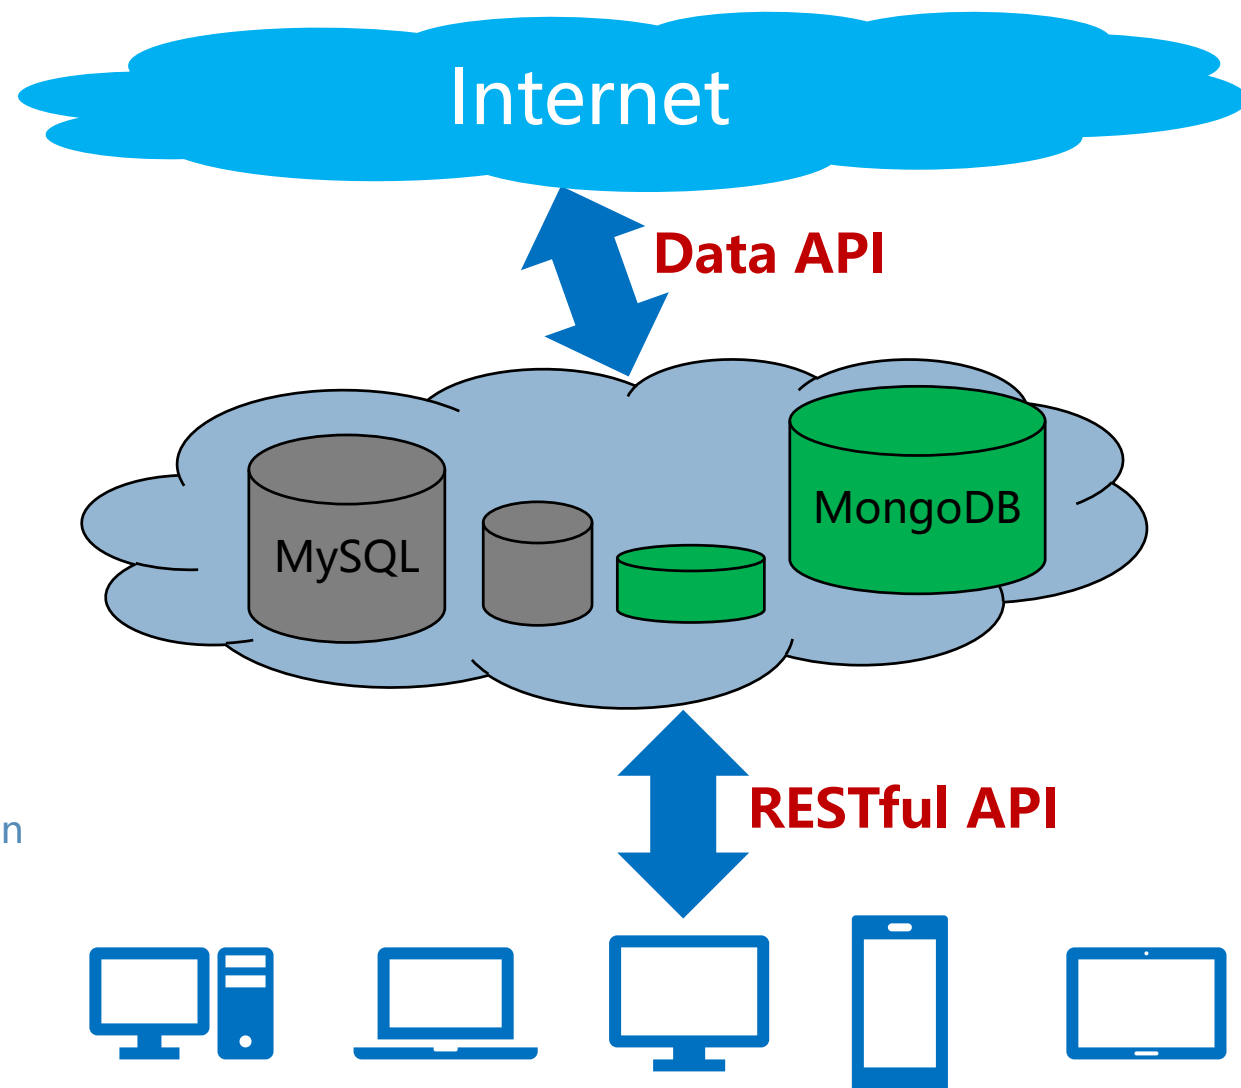 Internet
Data API
MongoDB
MySQL
RESTful API
n